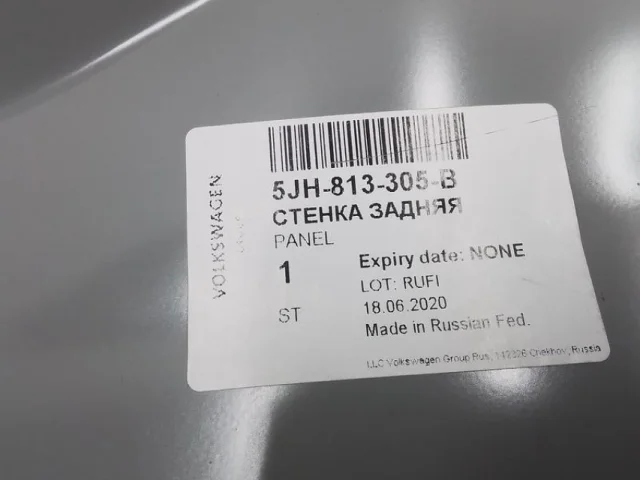 VOLKSWAGEN
5JH-813-305-B
СТЕНКА ЗАДНЯЯ
PANEL
1
Expiry date: NONE
LOT: RUFI
ST
18.06.2020
Made in Russian Fed.
LLC Volkswagen Group Rus, 142326 Chekhov, Russia